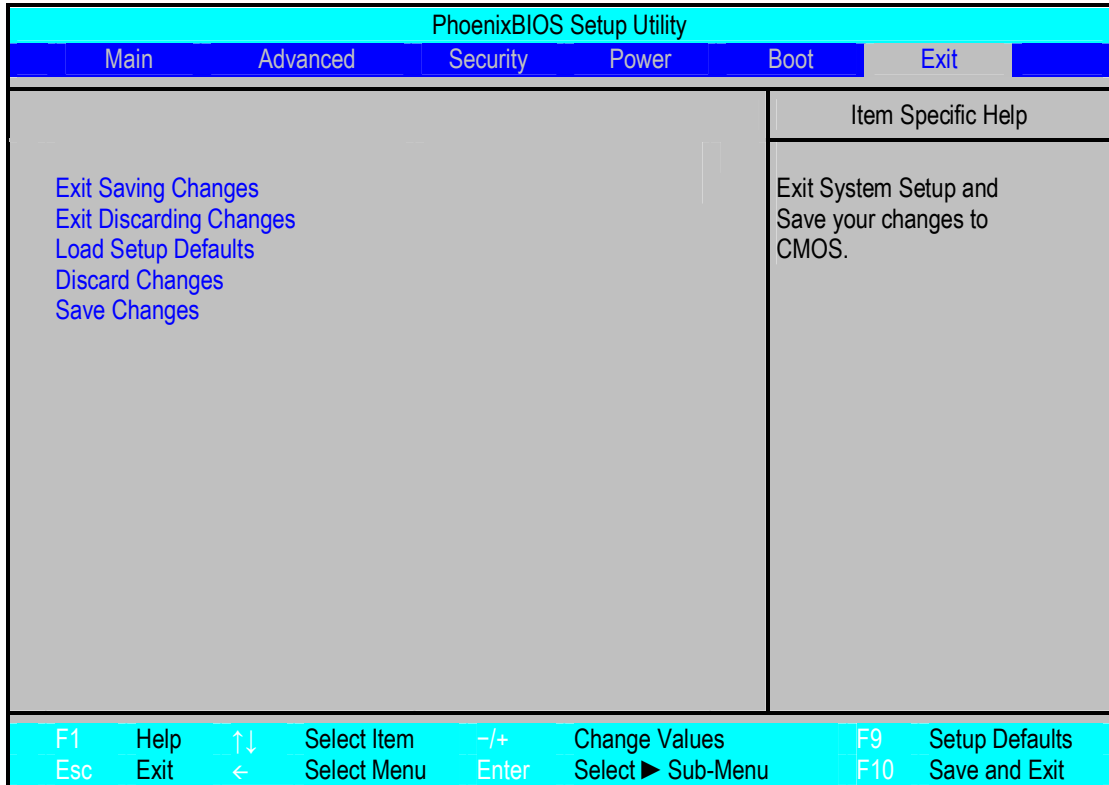 PhoenixBIOS Setup Utility
Main Advanced Security Power Boot Exit
Item Specific Help
Exit Saving Changes
Exit Discarding Changes
Load Setup Defaults
Discard Changes
Save Changes
Exit System Setup and
Save your changes to
CMOS.
F1 Help ↑↓ Select Item −/+ Change Values F9 Setup Defaults
Esc Exit ← Select Menu Enter Select ► Sub-Menu F10 Save and Exit